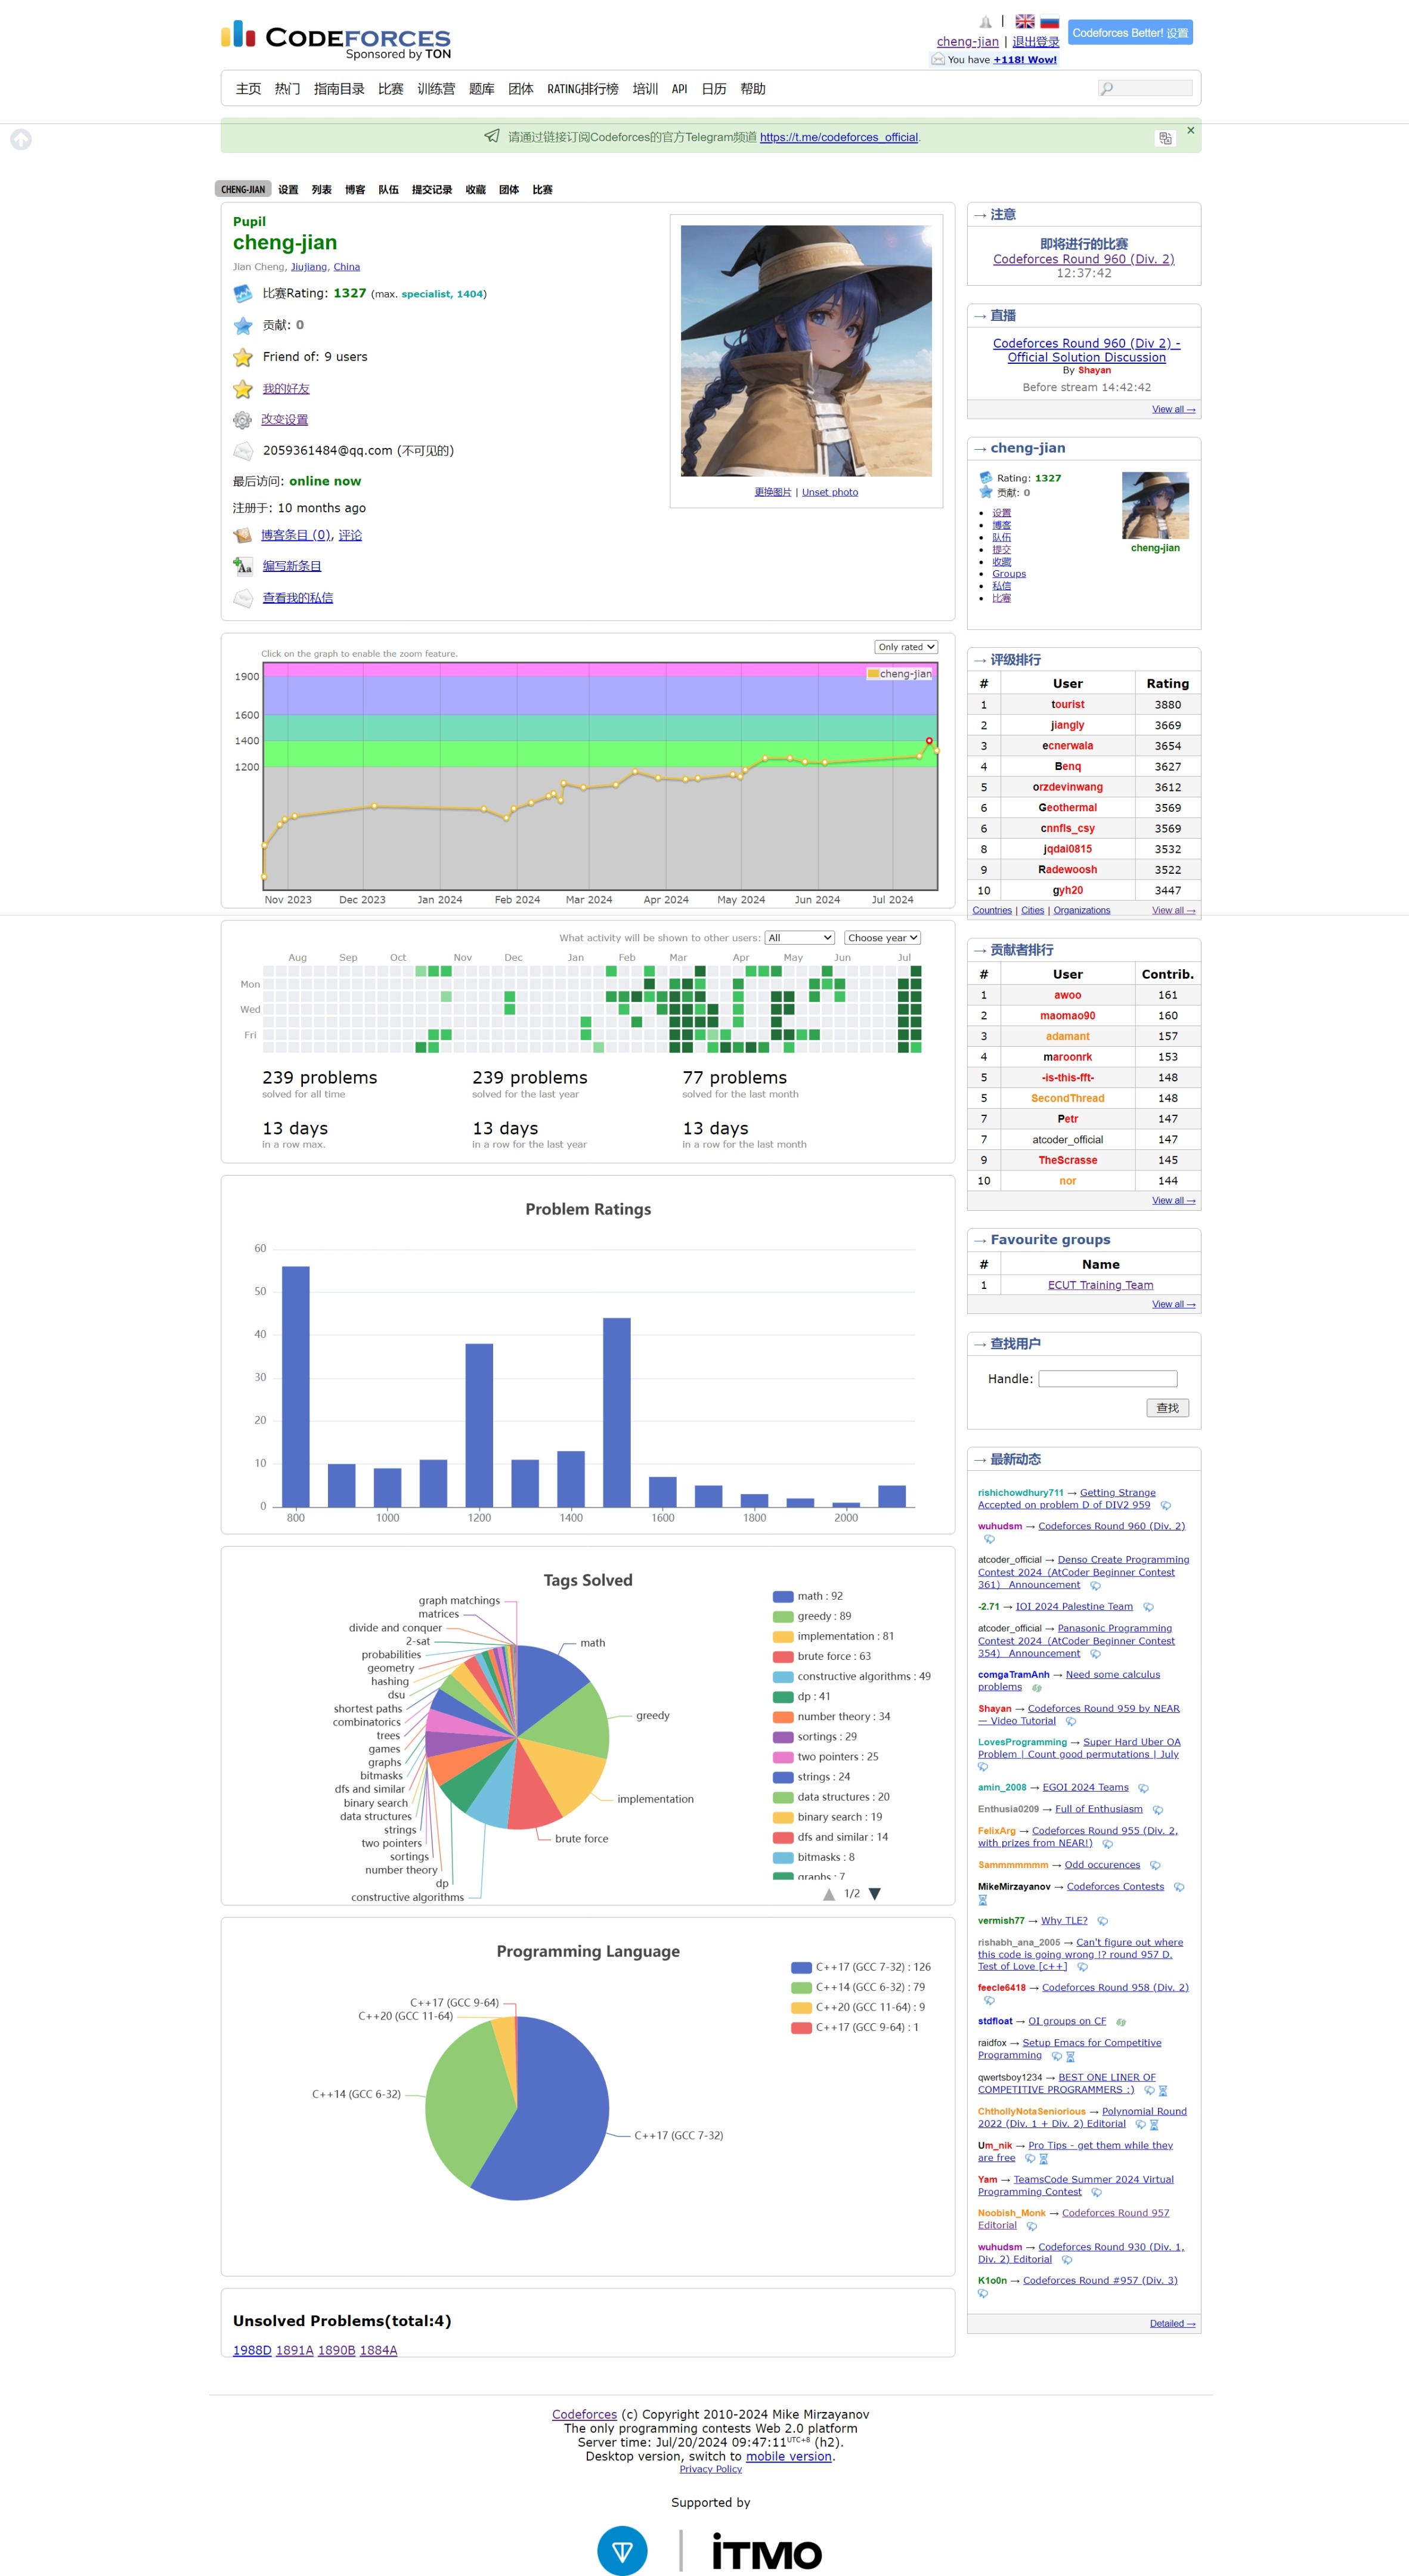 CODEFORCES
Sponsored by TON
|
cheng-jian | 退出登录
You have +118! Wow!
Codeforces Better! 设置
主页 热门 指南目录 比赛 训练营 题库 团体 RATING排行榜 培训 API 日历 帮助
请通过链接订阅Codeforces的官方Telegram频道 https://t.me/codeforces_official.
CHENG-JIAN 设置 列表 博客 队伍 提交记录 收藏 团体 比赛
Pupil
cheng-jian
Jian Cheng, Jiujiang, China
比赛Rating: 1327 (max. specialist, 1404)
贡献: 0
Friend of: 9 users
我的好友
改变设置
2059361484@qq.com (不可见的)
最后访问: online now
注册于: 10 months ago
博客条目 (0), 评论
编写新条目
查看我的私信
更换图片 | Unset photo
Click on the graph to enable the zoom feature.
Only rated
cheng-jian
1900
1600
1400
1200
Nov 2023 Dec 2023 Jan 2024 Feb 2024 Mar 2024 Apr 2024 May 2024 Jun 2024 Jul 2024
What activity will be shown to other users: All Choose year
Aug Sep Oct Nov Dec Jan Feb Mar Apr May Jun Jul
Mon
Wed
Fri
239 problems 239 problems 77 problems
solved for all time solved for the last year solved for the last month
13 days 13 days 13 days
in a row max. in a row for the last year in a row for the last month
Problem Ratings
60
50
40
30
20
10
0
800 1000 1200 1400 1600 1800 2000
Tags Solved
graph matchings
matrices
divide and conquer
2-sat
probabilities
geometry
hashing
dsu
shortest paths
combinatorics
trees
games
graphs
bitmasks
dfs and similar
binary search
data structures
strings
two pointers
sortings
number theory
dp
constructive algorithms
math
greedy
implementation
brute force
math : 92
greedy : 89
implementation : 81
brute force : 63
constructive algorithms : 49
dp : 41
number theory : 34
sortings : 29
two pointers : 25
strings : 24
data structures : 20
binary search : 19
dfs and similar : 14
bitmasks : 8
graphs : 7
1/2
Programming Language
C++17 (GCC 9-64)
C++20 (GCC 11-64)
C++14 (GCC 6-32)
C++17 (GCC 7-32)
C++17 (GCC 7-32) : 126
C++14 (GCC 6-32) : 79
C++20 (GCC 11-64) : 9
C++17 (GCC 9-64) : 1
Unsolved Problems(total:4)
1988D 1891A 1890B 1884A
→ 注意
即将进行的比赛
Codeforces Round 960 (Div. 2)
12:37:42
→ 直播
Codeforces Round 960 (Div 2) -
Official Solution Discussion
By Shayan
Before stream 14:42:42
View all →
→ cheng-jian
Rating: 1327
贡献: 0
设置
博客
队伍
提交
收藏
Groups
私信
比赛
cheng-jian
→ 评级排行
# User Rating
1 tourist 3880
2 jiangly 3669
3 ecnerwala 3654
4 Benq 3627
5 orzdevinwang 3612
6 Geothermal 3569
6 cnnfls_csy 3569
8 jqdai0815 3532
9 Radewoosh 3522
10 gyh20 3447
Countries | Cities | Organizations View all →
→ 贡献者排行
# User Contrib.
1 awoo 161
2 maomao90 160
3 adamant 157
4 maroonrk 153
5 -is-this-fft- 148
5 SecondThread 148
7 Petr 147
7 atcoder_official 147
9 TheScrasse 145
10 nor 144
View all →
→ Favourite groups
# Name
1 ECUT Training Team
View all →
→ 查找用户
Handle:
查找
→ 最新动态
rishichowdhury711 → Getting Strange
Accepted on problem D of DIV2 959
wuhudsm → Codeforces Round 960 (Div. 2)
atcoder_official → Denso Create Programming
Contest 2024（AtCoder Beginner Contest
361） Announcement
-2.71 → IOI 2024 Palestine Team
atcoder_official → Panasonic Programming
Contest 2024（AtCoder Beginner Contest
354） Announcement
comgaTramAnh → Need some calculus
problems
Shayan → Codeforces Round 959 by NEAR
— Video Tutorial
LovesProgramming → Super Hard Uber OA
Problem | Count good permutations | July
amin_2008 → EGOI 2024 Teams
Enthusia0209 → Full of Enthusiasm
FelixArg → Codeforces Round 955 (Div. 2,
with prizes from NEAR!)
Sammmmmmm → Odd occurences
MikeMirzayanov → Codeforces Contests
vermish77 → Why TLE?
rishabh_ana_2005 → Can't figure out where
this code is going wrong !? round 957 D.
Test of Love [c++]
feecle6418 → Codeforces Round 958 (Div. 2)
stdfloat → OI groups on CF
raidfox → Setup Emacs for Competitive
Programming
qwertsboy1234 → BEST ONE LINER OF
COMPETITIVE PROGRAMMERS :)
ChthollyNotaSeniorious → Polynomial Round
2022 (Div. 1 + Div. 2) Editorial
Um_nik → Pro Tips - get them while they
are free
Yam → TeamsCode Summer 2024 Virtual
Programming Contest
Noobish_Monk → Codeforces Round 957
Editorial
wuhudsm → Codeforces Round 930 (Div. 1,
Div. 2) Editorial
K1o0n → Codeforces Round #957 (Div. 3)
Detailed →
Codeforces (c) Copyright 2010-2024 Mike Mirzayanov
The only programming contests Web 2.0 platform
Server time: Jul/20/2024 09:47:11UTC+8 (h2).
Desktop version, switch to mobile version.
Privacy Policy
Supported by
iTMO